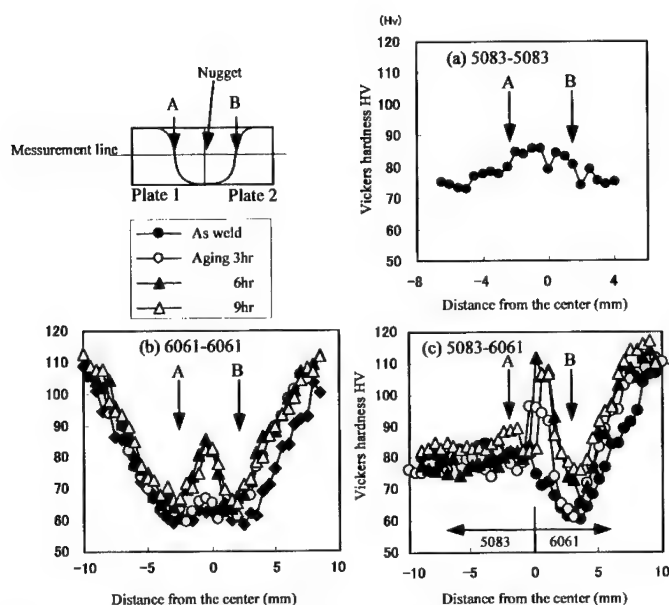 Nugget
A
B
Messurement line
Plate 1
Plate 2
As weld
Aging 3hr
6hr
9hr
(Hv)
(a) 5083-5083
A
B
Vickers hardness HV
120
110
100
90
80
70
60
50
-8
-4
0
4
8
Distance from the center (mm)
(b) 6061-6061
A
B
120
110
100
90
80
70
60
50
-10
-5
0
5
10
Distance from the center (mm)
(c) 5083-6061
A
B
Vickers hardness HV
120
110
100
90
80
70
60
50
5083
6061
-10
-5
0
5
10
Distance from the center (mm)